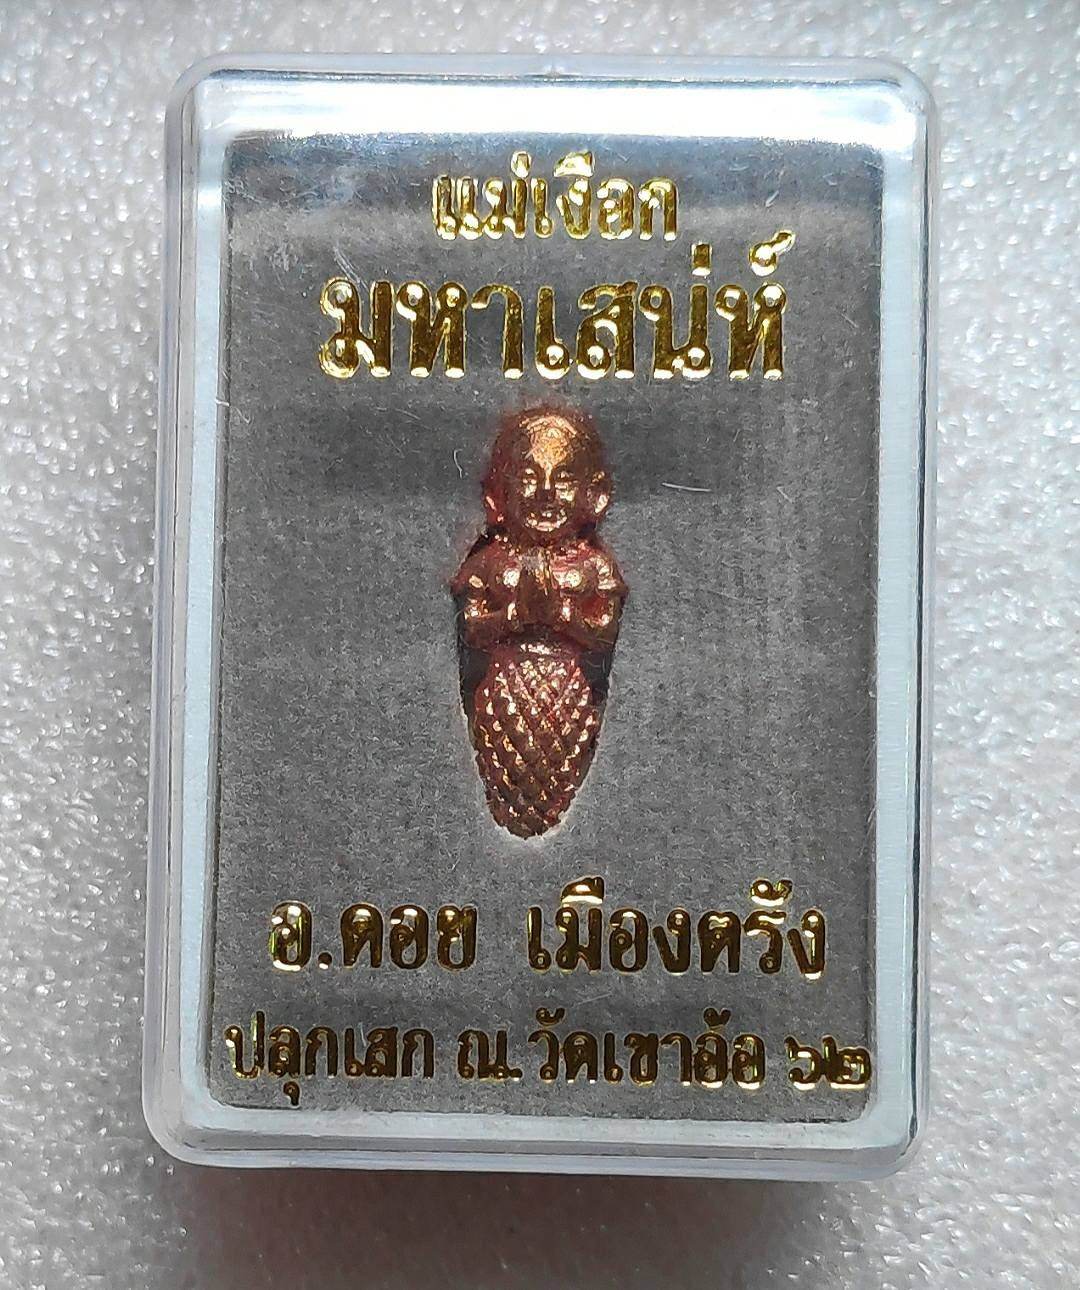 แม่เงือก
มหาเสน่ห์
อ.คอย เมืองตรัง
ปลุกเสก ณ.วัดเขาอ้อ ๖๒